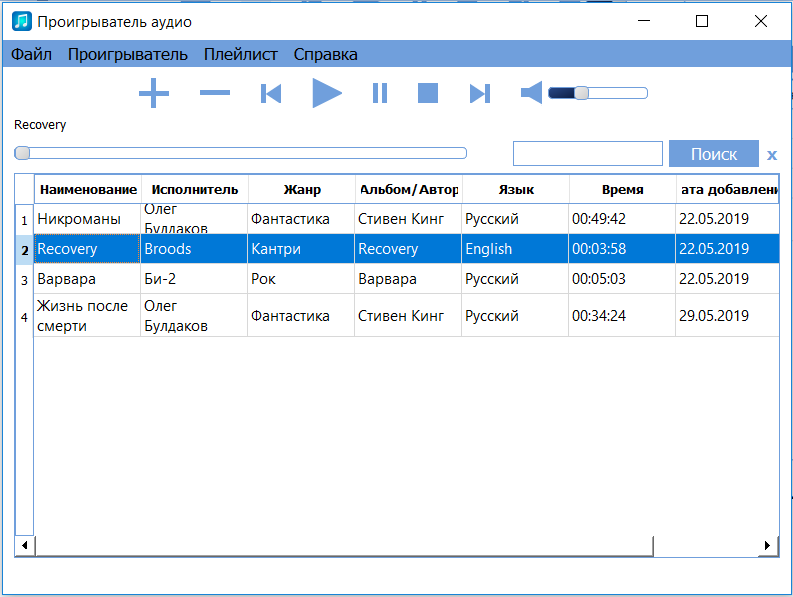 Проигрыватель аудио
Файл Проигрыватель Плейлист Справка
Recovery
Поиск x
Наименование Исполнитель Жанр Альбом/Автор Язык Время ата добавлени
1 Никроманы Олег Булдаков Фантастика Стивен Кинг Русский 00:49:42 22.05.2019
2 Recovery Broods Кантри Recovery English 00:03:58 22.05.2019
3 Варвара Би-2 Рок Варвара Русский 00:05:03 22.05.2019
4 Жизнь после смерти Олег Булдаков Фантастика Стивен Кинг Русский 00:34:24 29.05.2019